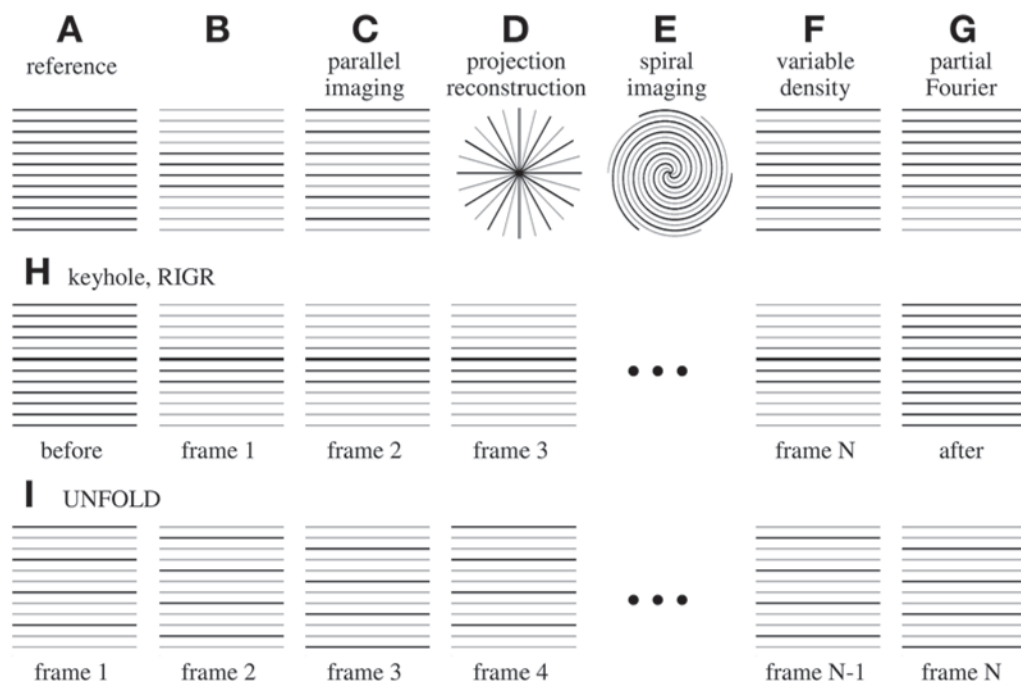 A B C D E F G
reference
parallel
imaging
projection
reconstruction
spiral
imaging
variable
density
partial
Fourier
H keyhole, RIGR
before frame 1 frame 2 frame 3 frame N after
I UNFOLD
frame 1 frame 2 frame 3 frame 4 frame N-1 frame N